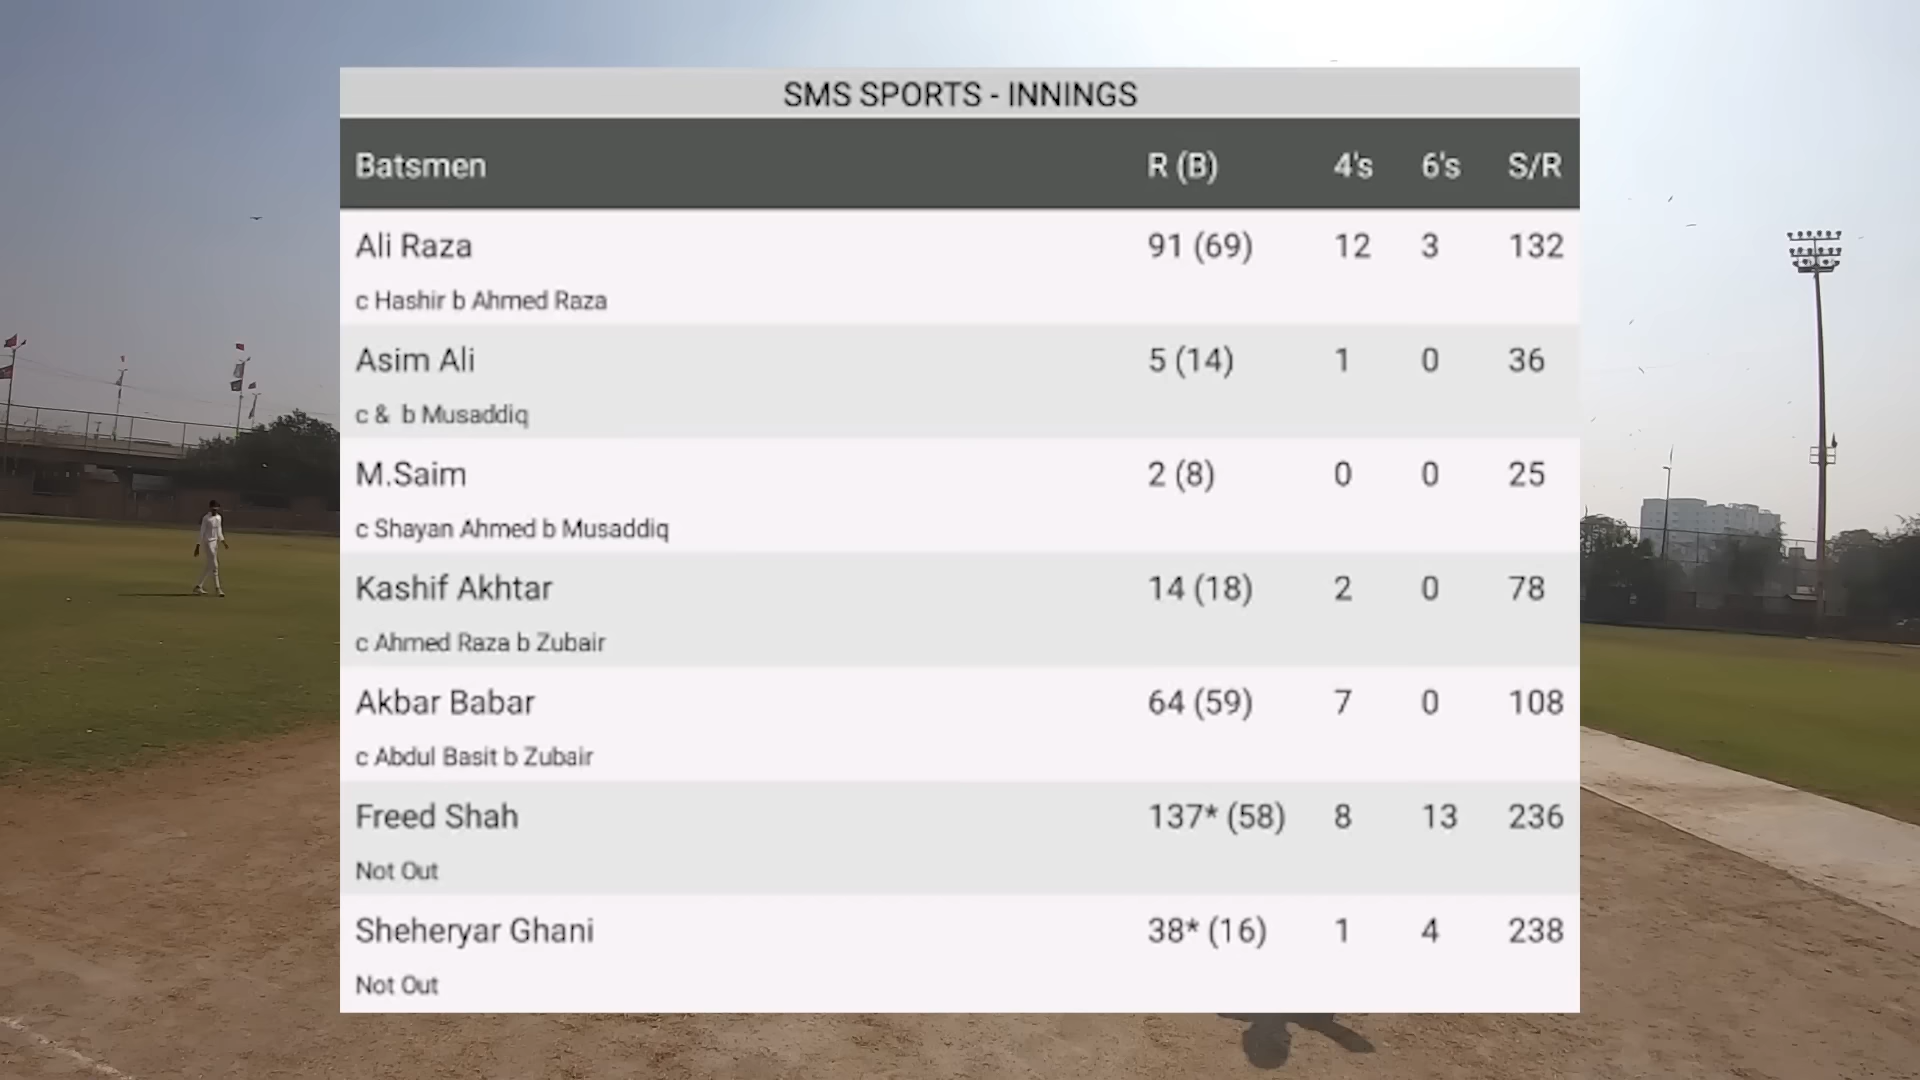 SMS SPORTS - INNINGS
Batsmen R (B) 4's 6's S/R
Ali Raza 91 (69) 12 3 132
c Hashir b Ahmed Raza
Asim Ali 5 (14) 1 0 36
c & b Musaddiq
M.Saim 2 (8) 0 0 25
c Shayan Ahmed b Musaddiq
Kashif Akhtar 14 (18) 2 0 78
c Ahmed Raza b Zubair
Akbar Babar 64 (59) 7 0 108
c Abdul Basit b Zubair
Freed Shah 137* (58) 8 13 236
Not Out
Sheheryar Ghani 38* (16) 1 4 238
Not Out